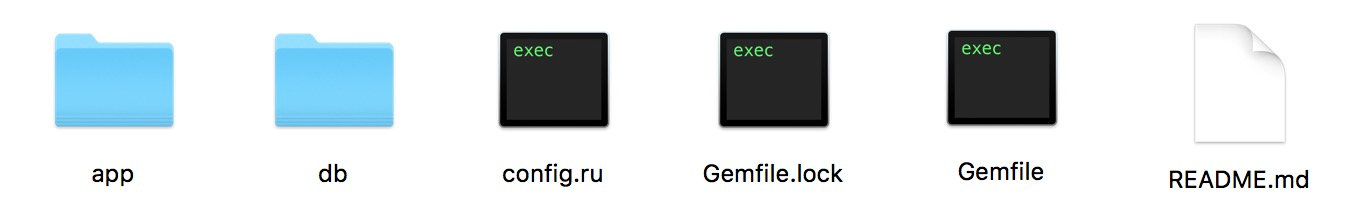 exec
exec
exec
app
db
config.ru
Gemfile.lock
Gemfile
README.md